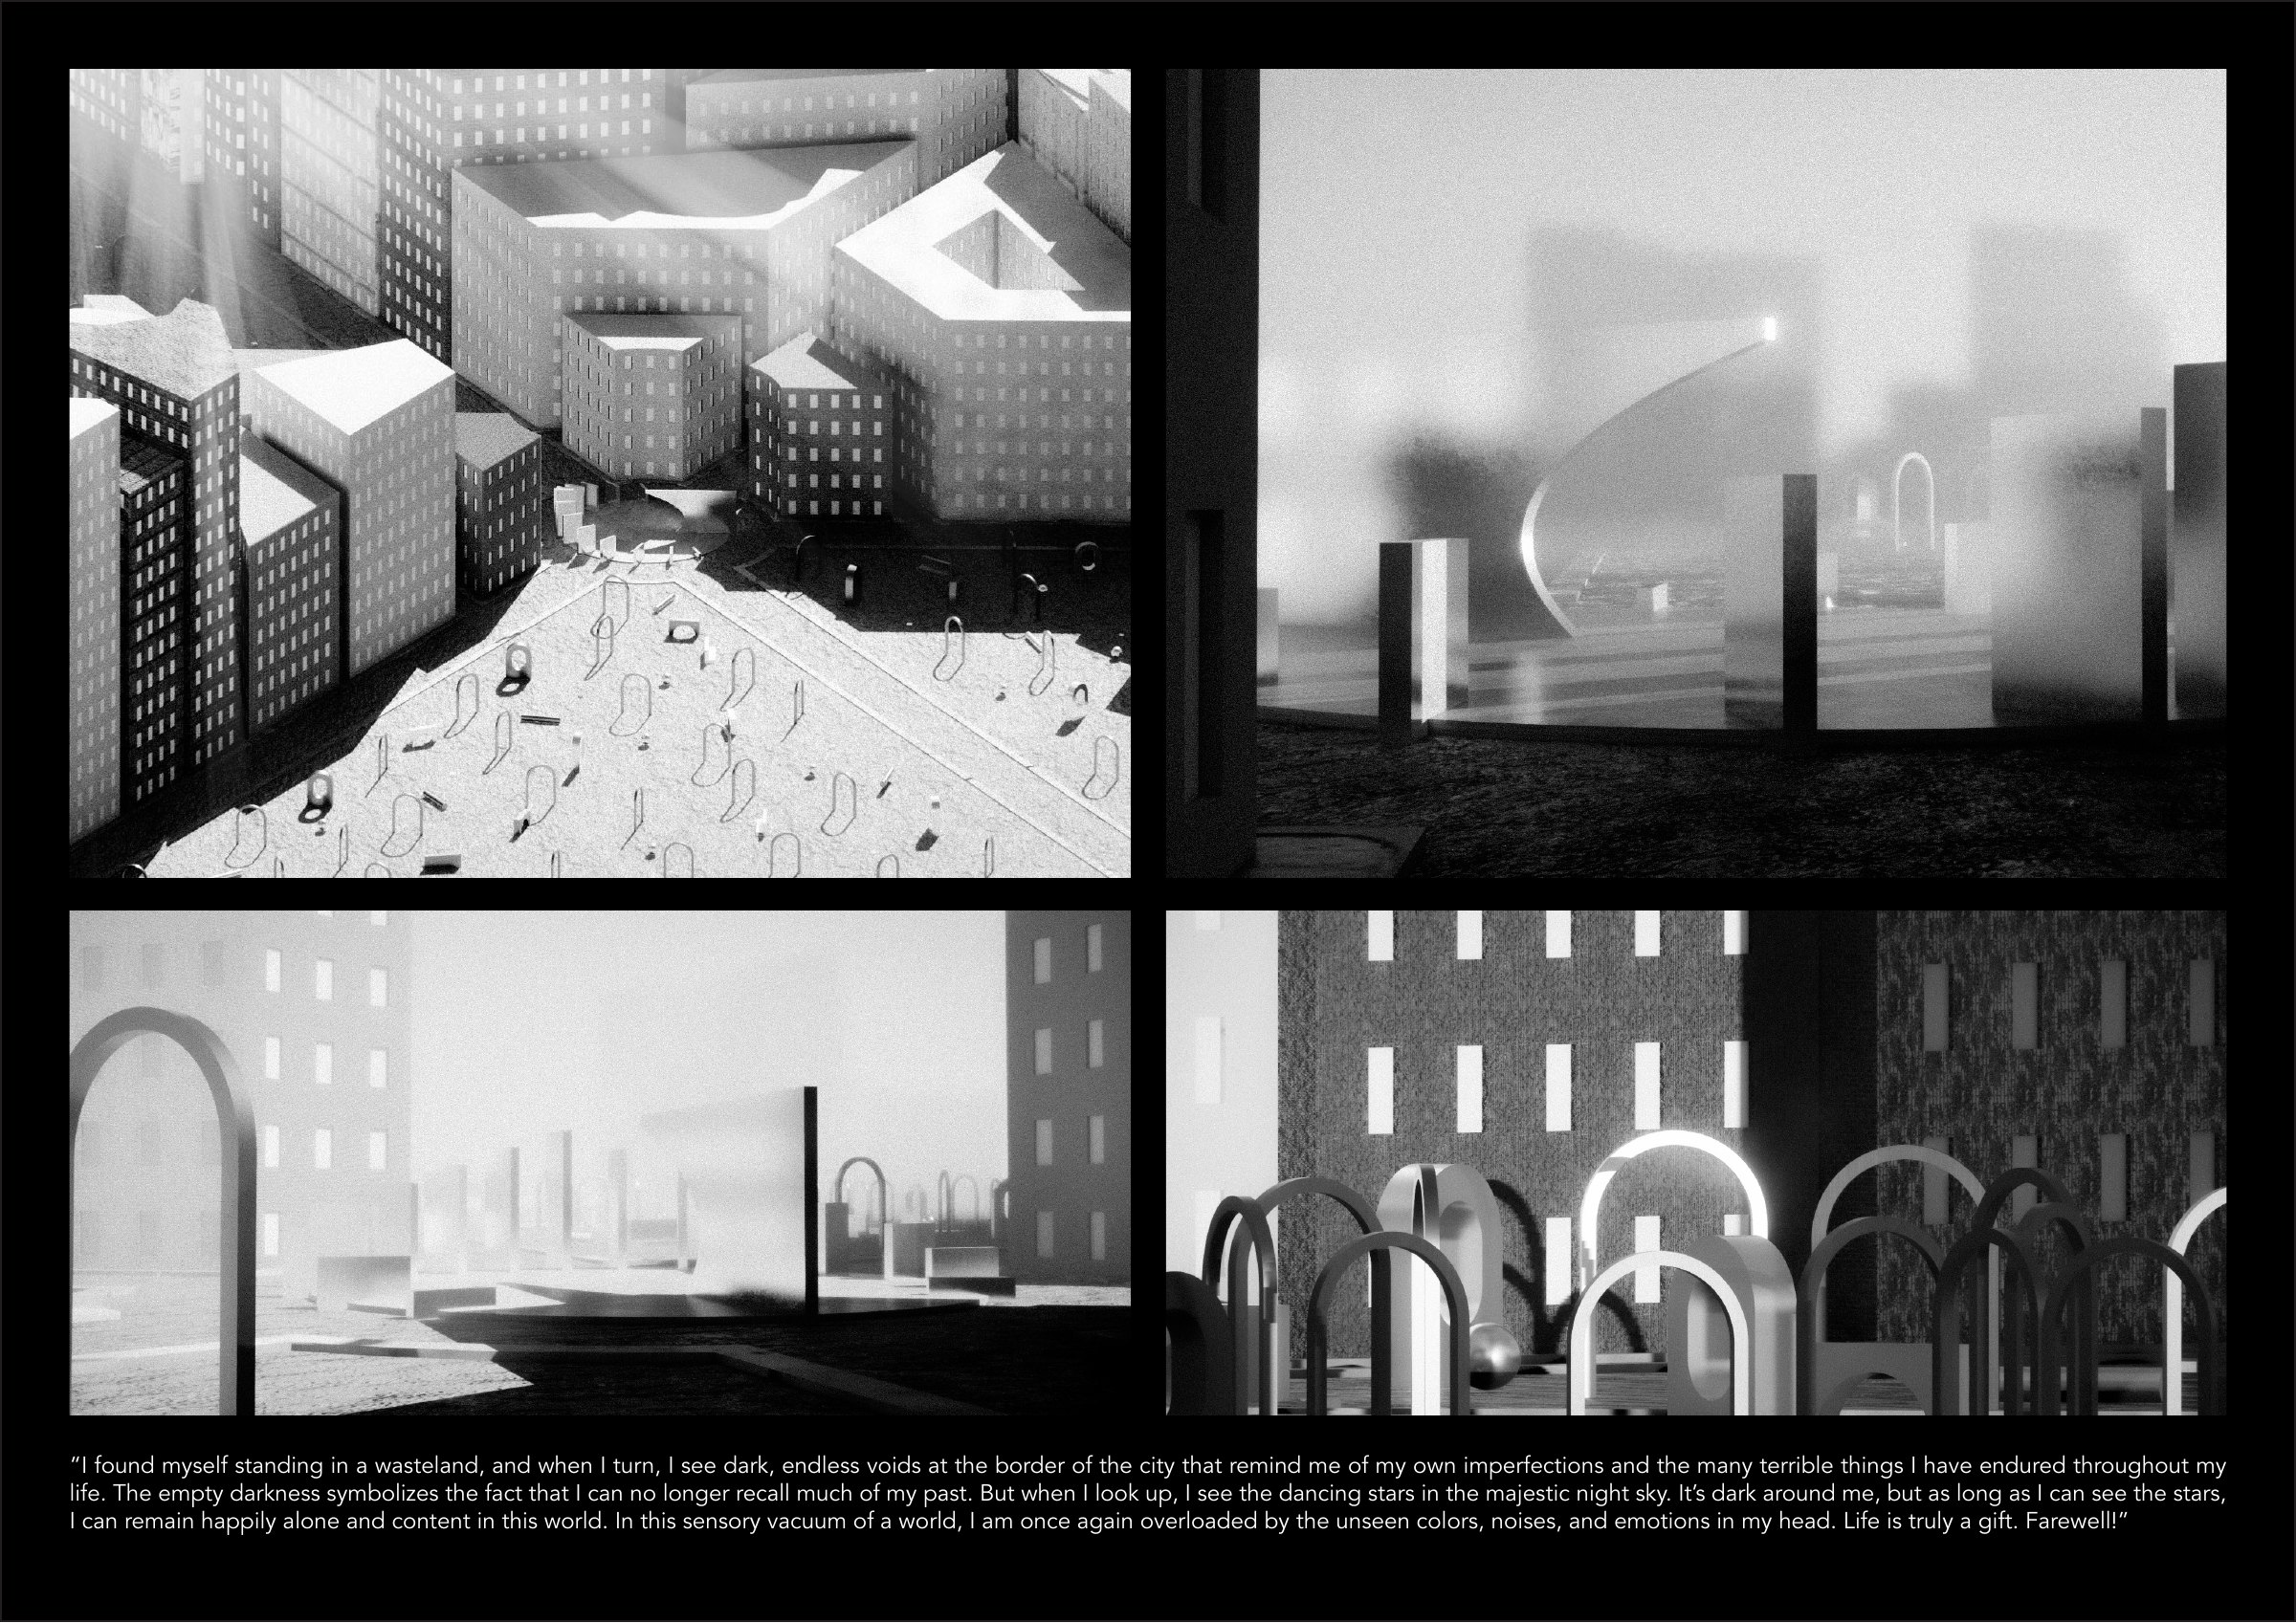 “I found myself standing in a wasteland, and when I turn, I see dark, endless voids at the border of the city that remind me of my own imperfections and the many terrible things I have endured throughout my
life. The empty darkness symbolizes the fact that I can no longer recall much of my past. But when I look up, I see the dancing stars in the majestic night sky. It’s dark around me, but as long as I can see the stars,
I can remain happily alone and content in this world. In this sensory vacuum of a world, I am once again overloaded by the unseen colors, noises, and emotions in my head. Life is truly a gift. Farewell!”